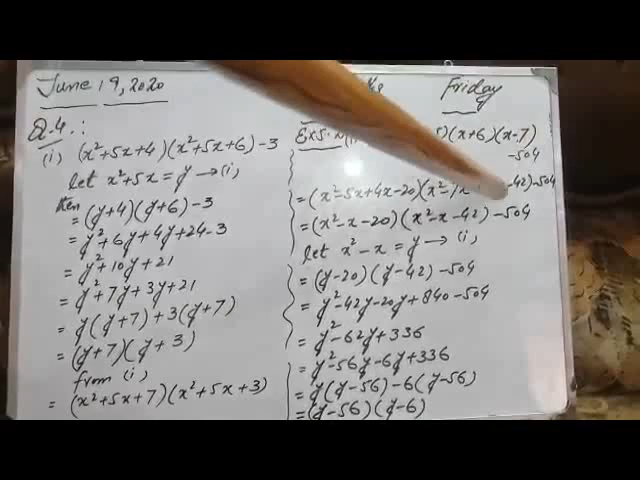 June 19, 2020
Friday
Q.4.:
(i) (x²+5x+4)(x²+5x+6)-3
let x²+5x = y → (i)
then
= (y+4)(y+6)-3
= y²+6y+4y+24-3
= y²+10y+21
= y²+7y+3y+21
= y(y+7)+3(y+7)
= (y+7)(y+3)
from (i)
= (x²+5x+7)(x²+5x+3)
(x+6)(x-7)
-504
= (x²-5x+4x-20)(x²-7x -42)-504
= (x²-x-20)(x²-x-42)-504
let x²-x = y → (i)
= (y-20)(y-42)-504
= y²-42y-20y+840-504
= y²-62y+336
= y²-56y-6y+336
= y(y-56)-6(y-56)
= (y-56)(y-6)